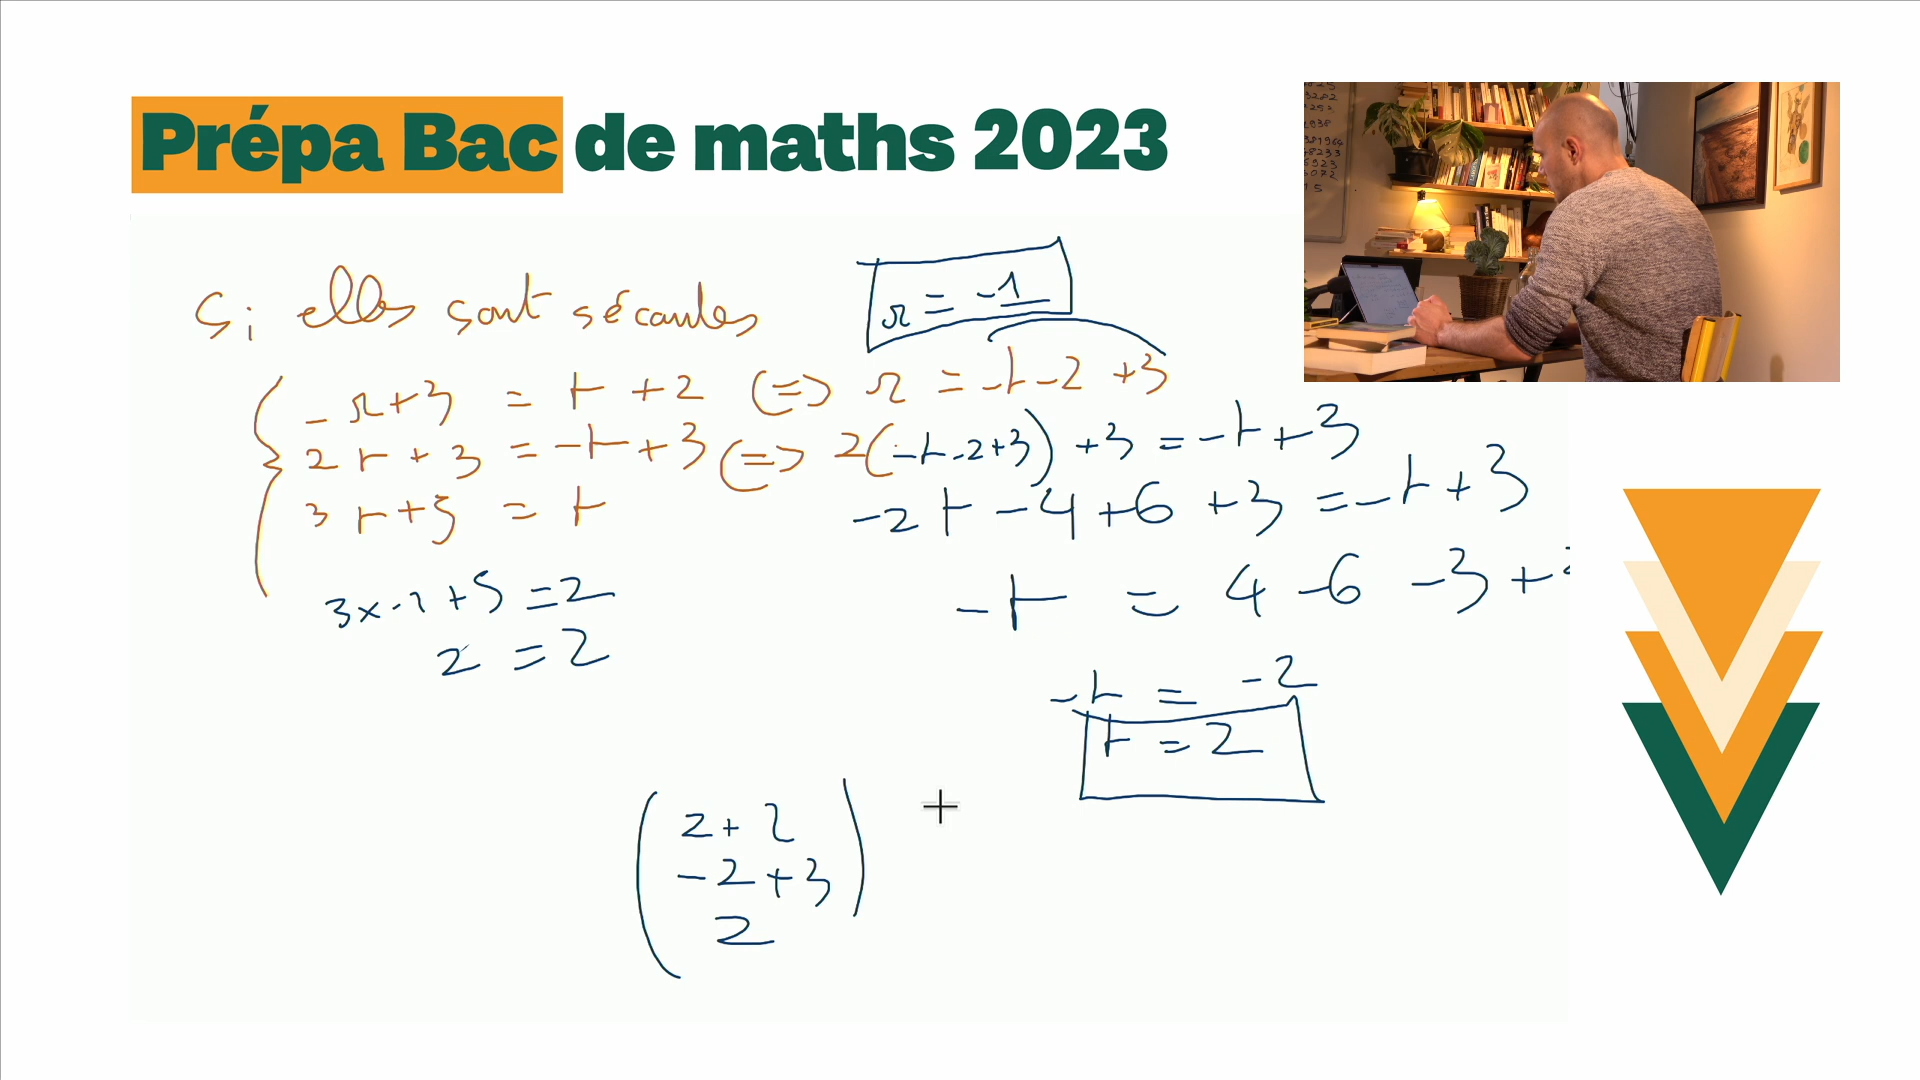 Prépa Bac de maths 2023
Si elles sont sécantes
r = -1
-r+3 = t +2 (=> r = -t-2 +3
2r+3 = -t+3 (=> 2(-t-2+3) +3 = -t+3
3r+5 = t
-2t-4+6+3 = -t+3
3x-1+5 = 2
-t = 4-6-3+
2 = 2
-t = -2
t = 2
2+2
-2+3
2